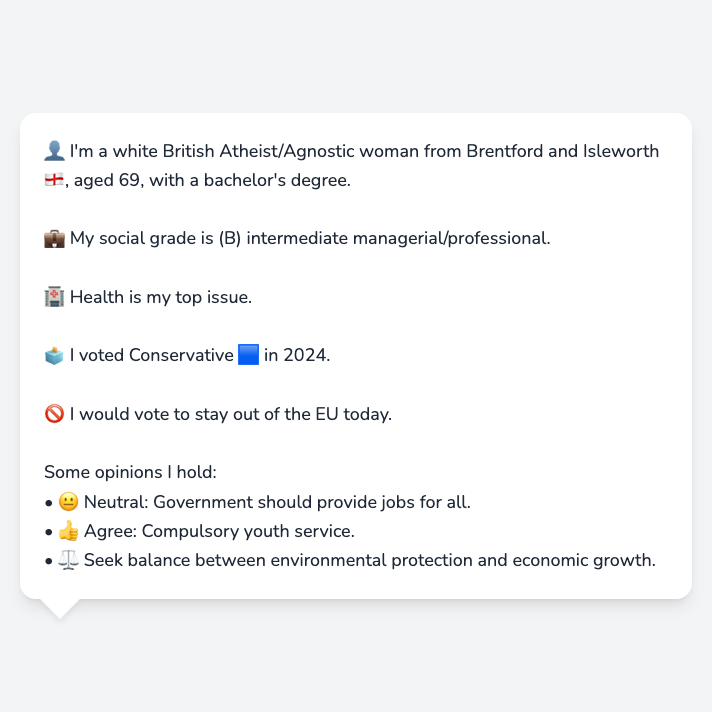 👤 I'm a white British Atheist/Agnostic woman from Brentford and Isleworth
🏴󠁧󠁢󠁥󠁮󠁧󠁿, aged 69, with a bachelor's degree.
💼 My social grade is (B) intermediate managerial/professional.
🏥 Health is my top issue.
🗳️ I voted Conservative 🟦 in 2024.
🚫 I would vote to stay out of the EU today.
Some opinions I hold:
• 😐 Neutral: Government should provide jobs for all.
• 👍 Agree: Compulsory youth service.
• ⚖️ Seek balance between environmental protection and economic growth.